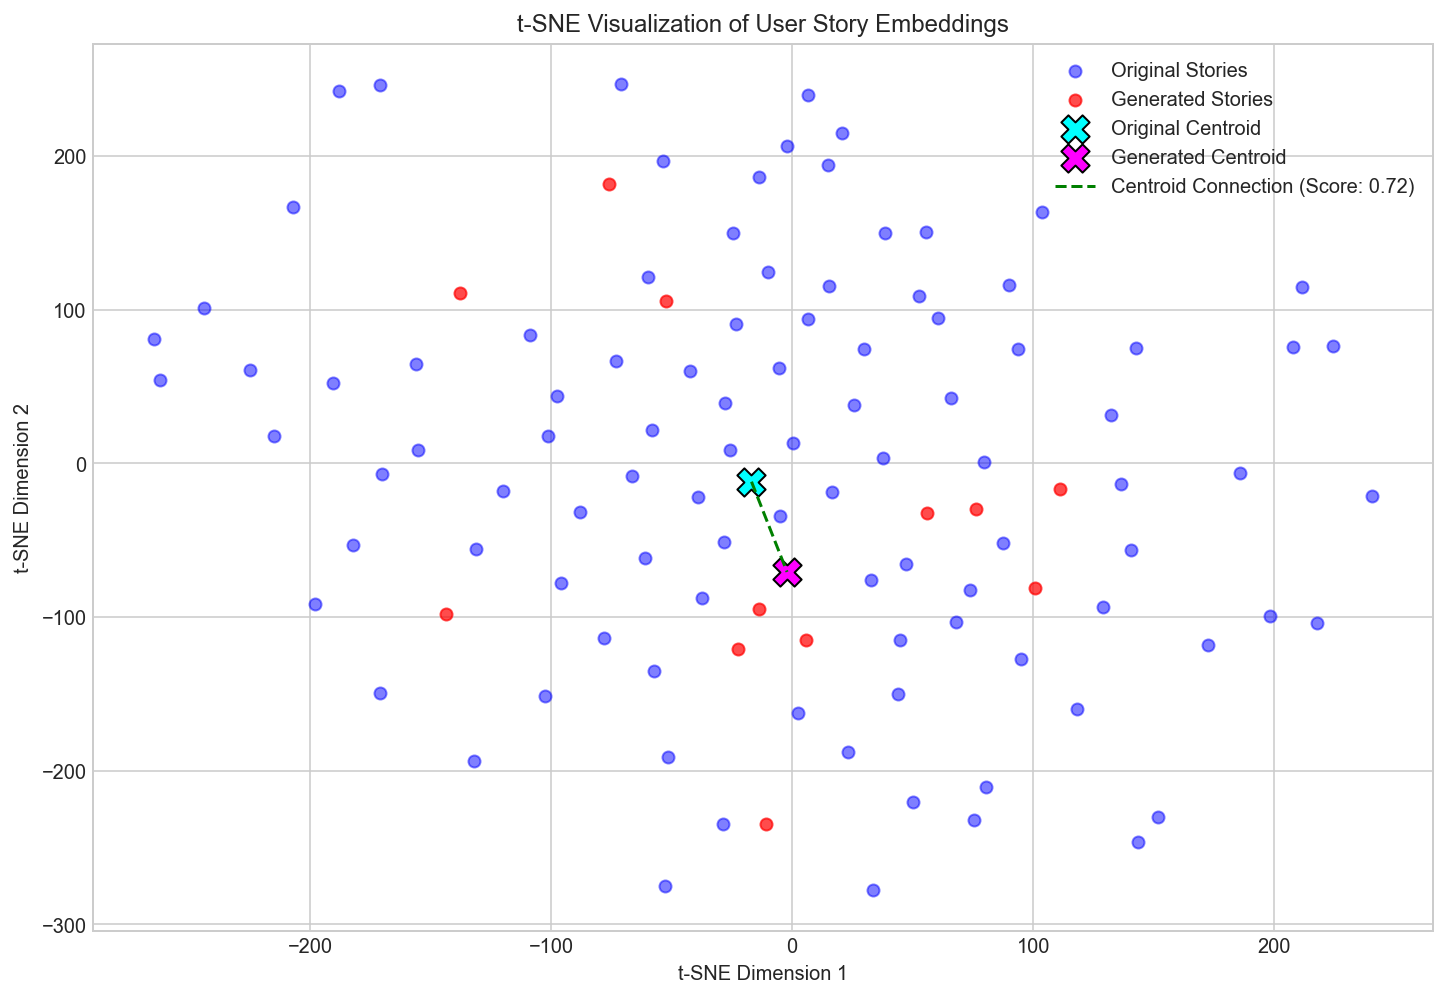 t-SNE Visualization of User Story Embeddings
Original Stories
Generated Stories
Original Centroid
Generated Centroid
Centroid Connection (Score: 0.72)
t-SNE Dimension 2
200
100
0
−100
−200
−300
−200
−100
0
100
200
t-SNE Dimension 1